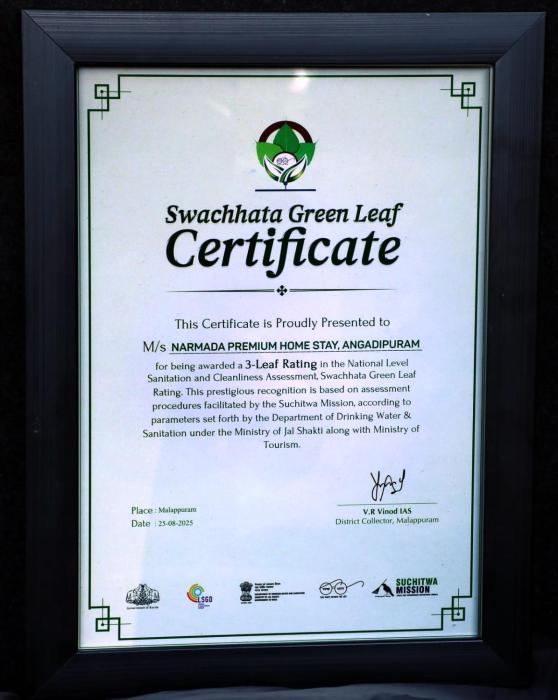 Swachhata Green Leaf
Certificate
This Certificate is Proudly Presented to
M/s NARMADA PREMIUM HOME STAY, ANGADIPURAM
for being awarded a 3-Leaf Rating in the National Level
Sanitation and Cleanliness Assessment, Swachhata Green Leaf
Rating. This prestigious recognition is based on assessment
procedures facilitated by the Suchitwa Mission, according to
parameters set forth by the Department of Drinking Water &
Sanitation under the Ministry of Jal Shakti along with Ministry of
Tourism.
Place : Malappuram
Date : 25-08-2025
V.R Vinod IAS
District Collector, Malappuram
Government of Kerala
LSGD
SUCHITWA
MISSION